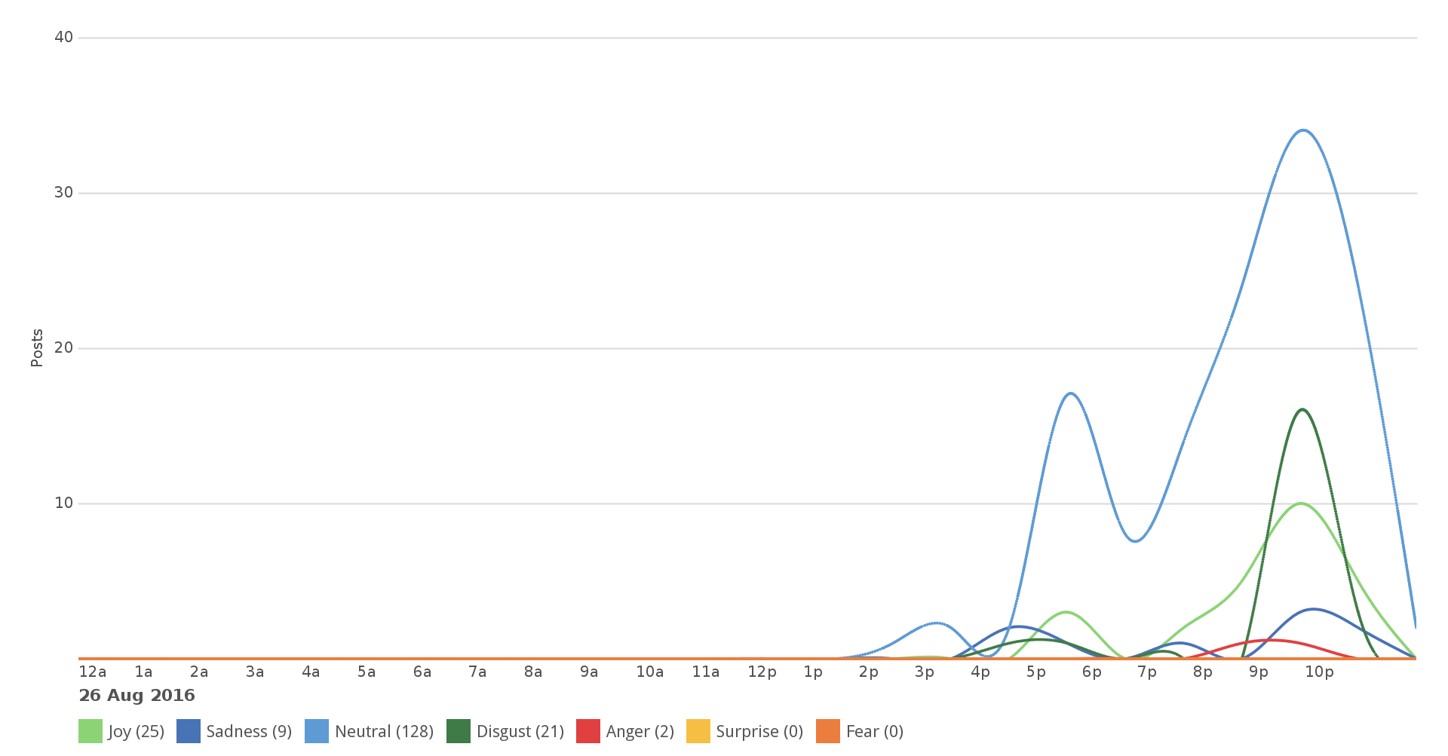 40
30
Posts
20
10
12a 1a 2a 3a 4a 5a 6a 7a 8a 9a 10a 11a 12p 1p 2p 3p 4p 5p 6p 7p 8p 9p 10p
26 Aug 2016
Joy (25) Sadness (9) Neutral (128) Disgust (21) Anger (2) Surprise (0) Fear (0)